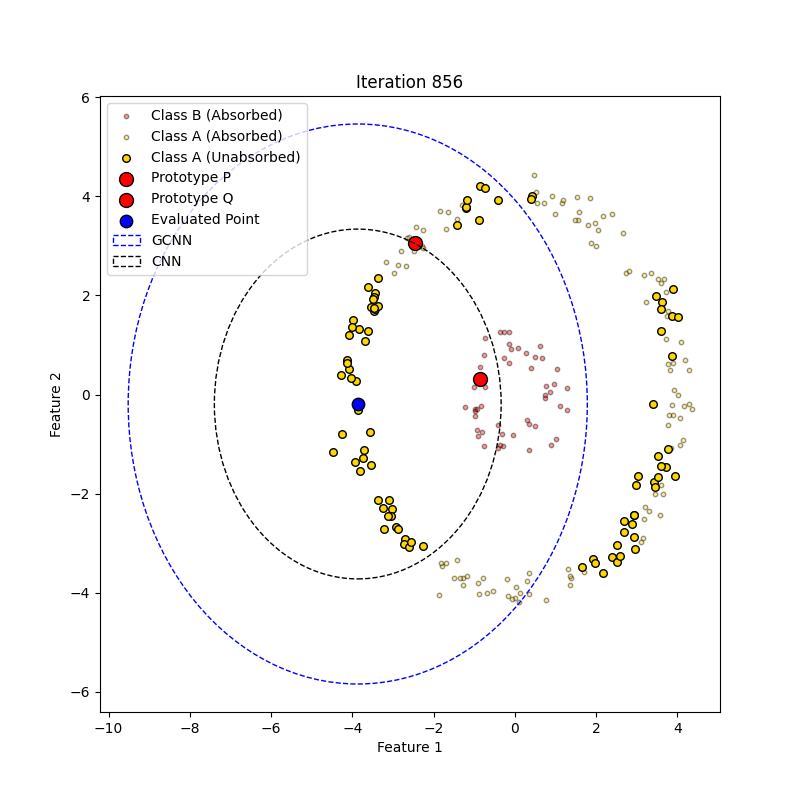 Iteration 856
Class B (Absorbed)
Class A (Absorbed)
Class A (Unabsorbed)
Prototype P
Prototype Q
Evaluated Point
GCNN
CNN
6
4
2
0
−2
−4
−6
Feature 2
−10 −8 −6 −4 −2 0 2 4
Feature 1